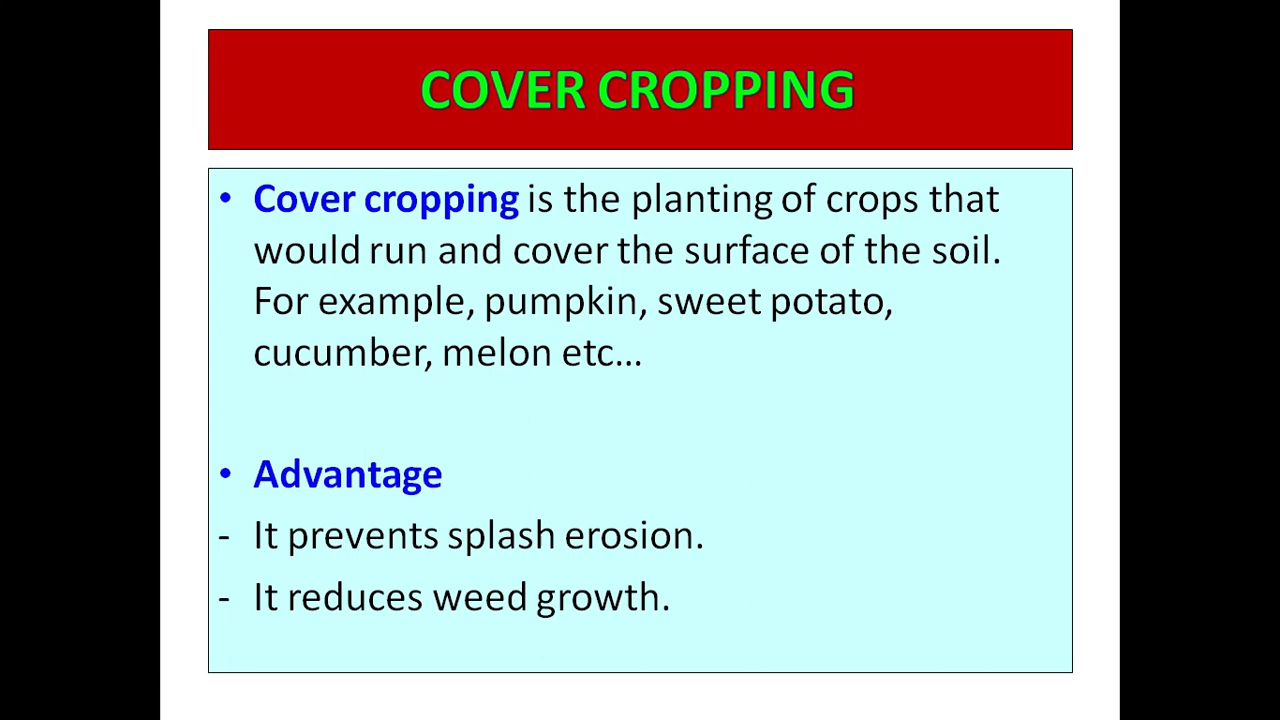 COVER CROPPING
• Cover cropping is the planting of crops that
would run and cover the surface of the soil.
For example, pumpkin, sweet potato,
cucumber, melon etc…
• Advantage
- It prevents splash erosion.
- It reduces weed growth.